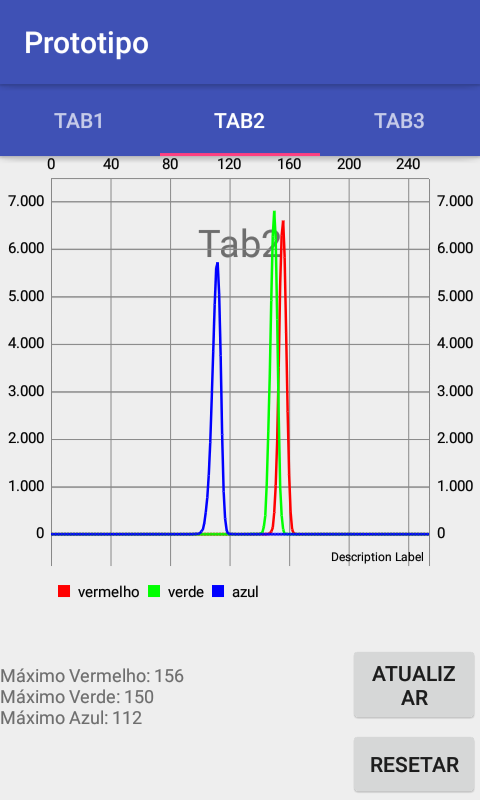 Prototipo
TAB1 TAB2 TAB3
0 40 80 120 160 200 240
7.000 7.000
Tab2
6.000 6.000
5.000 5.000
4.000 4.000
3.000 3.000
2.000 2.000
1.000 1.000
0 0
Description Label
vermelho verde azul
Máximo Vermelho: 156
Máximo Verde: 150
Máximo Azul: 112
ATUALIZ
AR
RESETAR